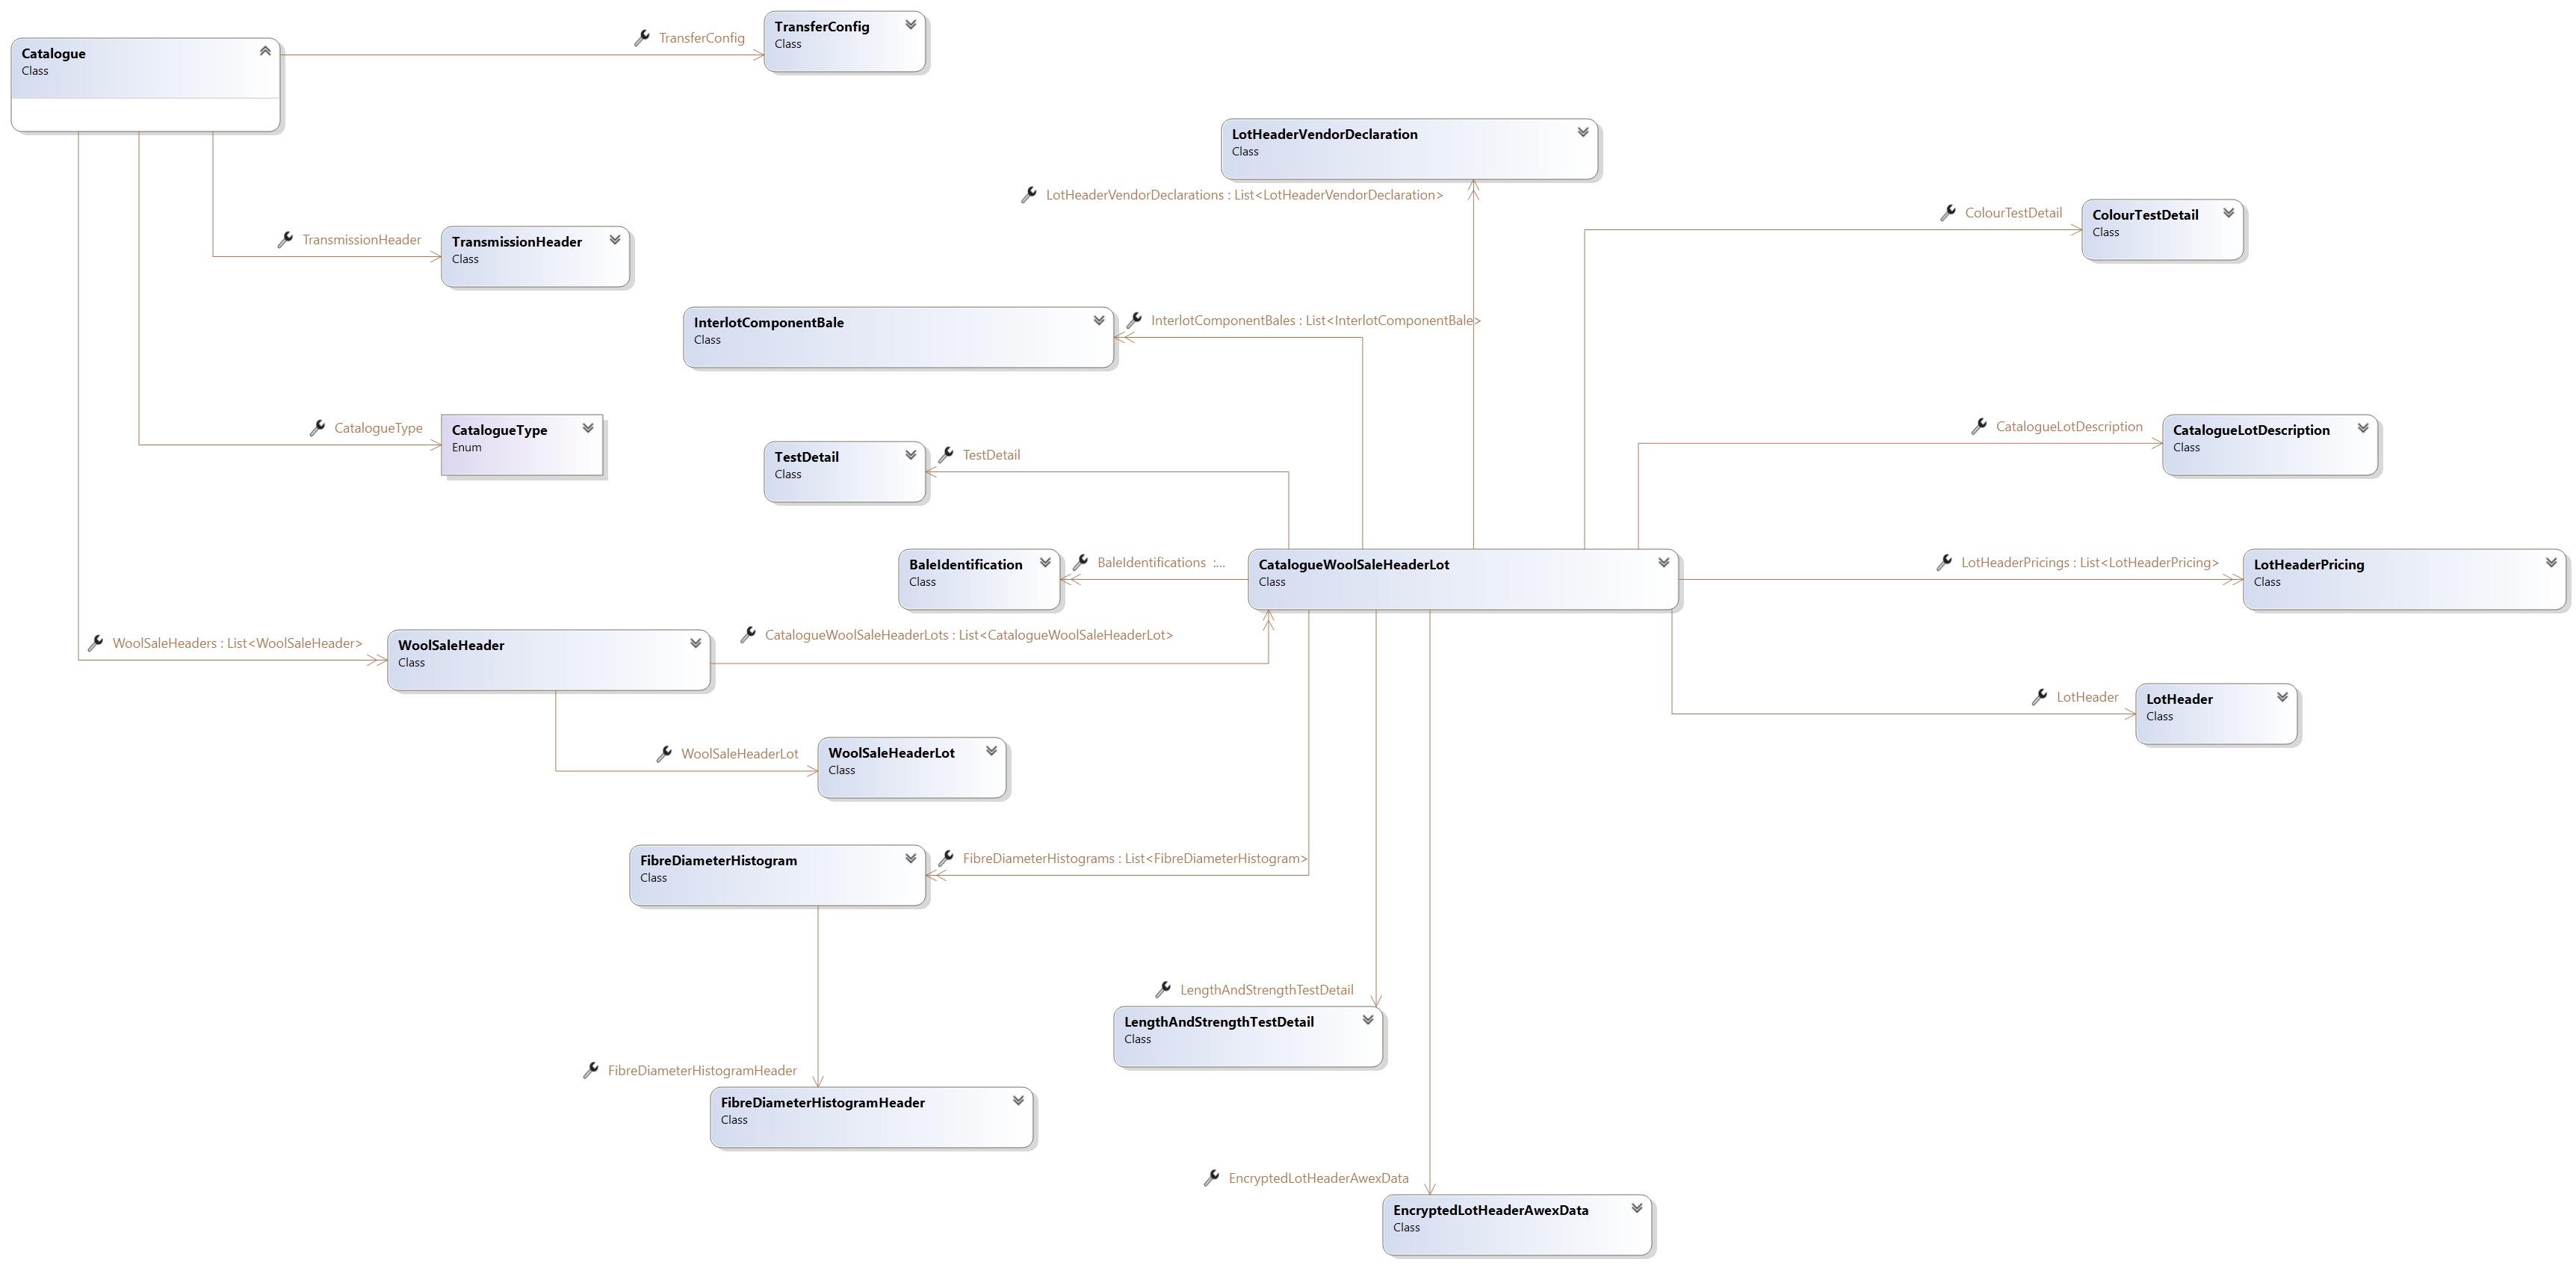 TransferConfig
TransferConfig
Class
Catalogue
Class
LotHeaderVendorDeclaration
Class
LotHeaderVendorDeclarations : List<LotHeaderVendorDeclaration>
ColourTestDetail
ColourTestDetail
Class
TransmissionHeader
TransmissionHeader
Class
InterlotComponentBale
Class
InterlotComponentBales : List<InterlotComponentBale>
CatalogueType
CatalogueType
Enum
TestDetail
Class
TestDetail
CatalogueLotDescription
CatalogueLotDescription
Class
BaleIdentification
Class
BaleIdentifications :...
CatalogueWoolSaleHeaderLot
Class
LotHeaderPricings : List<LotHeaderPricing>
LotHeaderPricing
Class
WoolSaleHeaders : List<WoolSaleHeader>
WoolSaleHeader
Class
CatalogueWoolSaleHeaderLots : List<CatalogueWoolSaleHeaderLot>
LotHeader
LotHeader
Class
WoolSaleHeaderLot
WoolSaleHeaderLot
Class
FibreDiameterHistogram
Class
FibreDiameterHistograms : List<FibreDiameterHistogram>
LengthAndStrengthTestDetail
LengthAndStrengthTestDetail
Class
FibreDiameterHistogramHeader
FibreDiameterHistogramHeader
Class
EncryptedLotHeaderAwexData
EncryptedLotHeaderAwexData
Class